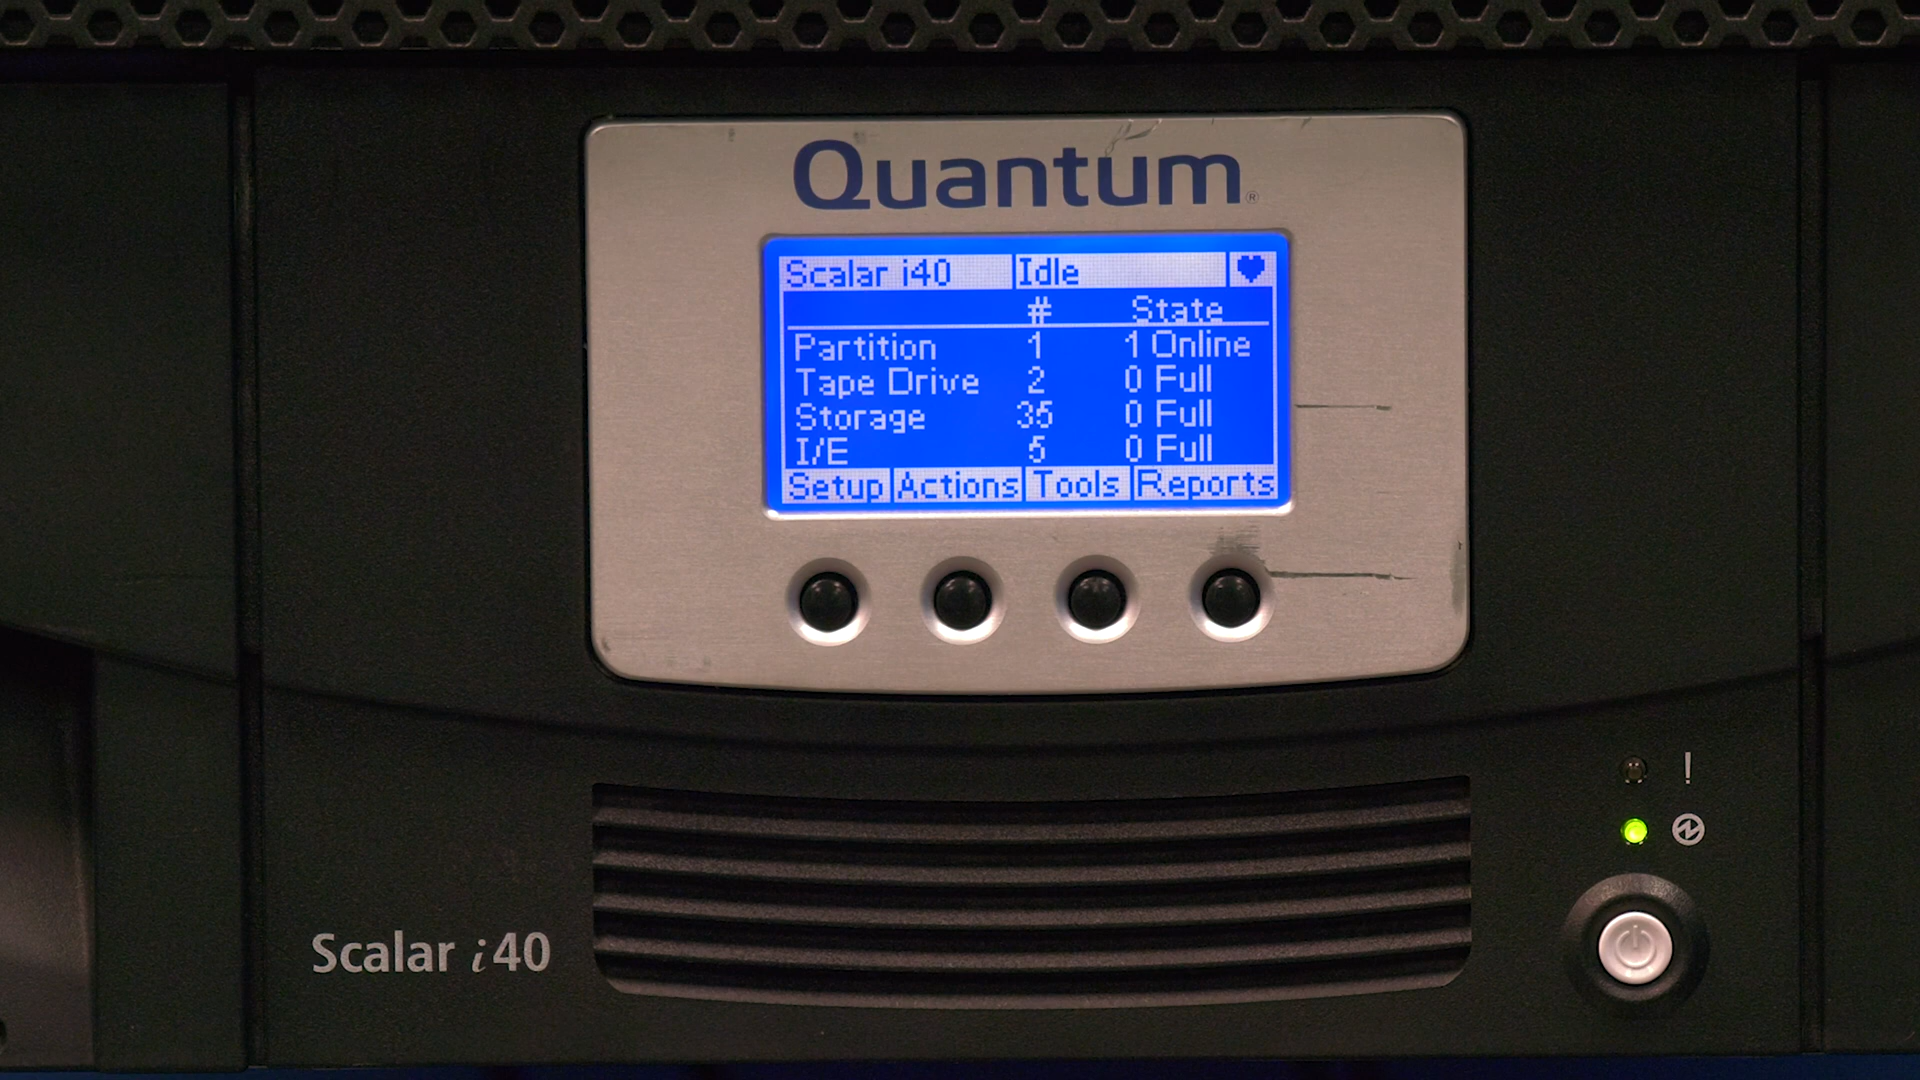 Quantum®
Scalar i40 Idle
# State
Partition 1 1 Online
Tape Drive 2 0 Full
Storage 35 0 Full
I/E 5 0 Full
Setup Actions Tools Reports
!
Scalar i40